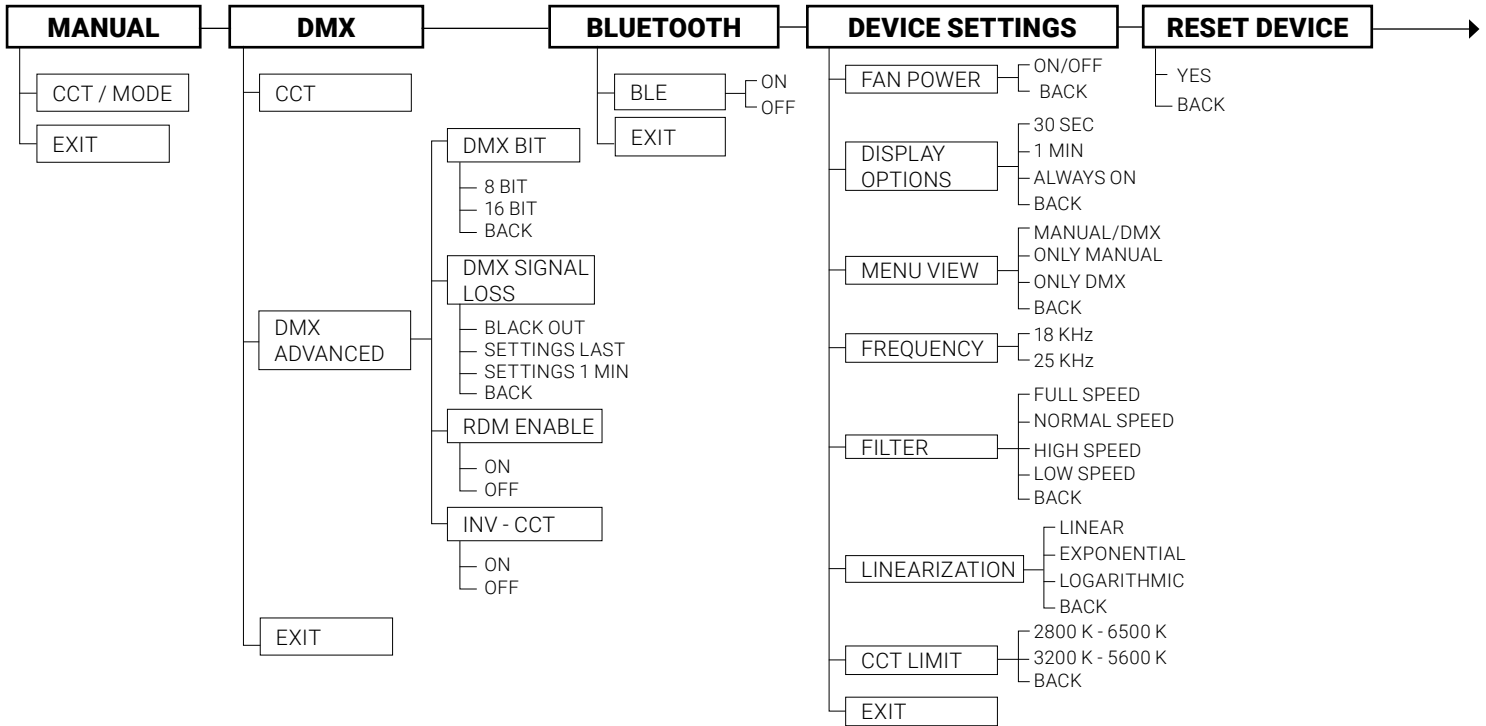 MANUAL
DMX
BLUETOOTH
DEVICE SETTINGS
RESET DEVICE
CCT / MODE
EXIT
CCT
DMX
ADVANCED
EXIT
DMX BIT
8 BIT
16 BIT
BACK
DMX SIGNAL
LOSS
BLACK OUT
SETTINGS LAST
SETTINGS 1 MIN
BACK
RDM ENABLE
ON
OFF
INV - CCT
ON
OFF
BLE
ON
OFF
EXIT
FAN POWER
ON/OFF
BACK
DISPLAY
OPTIONS
30 SEC
1 MIN
ALWAYS ON
BACK
MENU VIEW
MANUAL/DMX
ONLY MANUAL
ONLY DMX
BACK
FREQUENCY
18 KHz
25 KHz
FILTER
FULL SPEED
NORMAL SPEED
HIGH SPEED
LOW SPEED
BACK
LINEARIZATION
LINEAR
EXPONENTIAL
LOGARITHMIC
BACK
CCT LIMIT
2800 K - 6500 K
3200 K - 5600 K
BACK
EXIT
YES
BACK